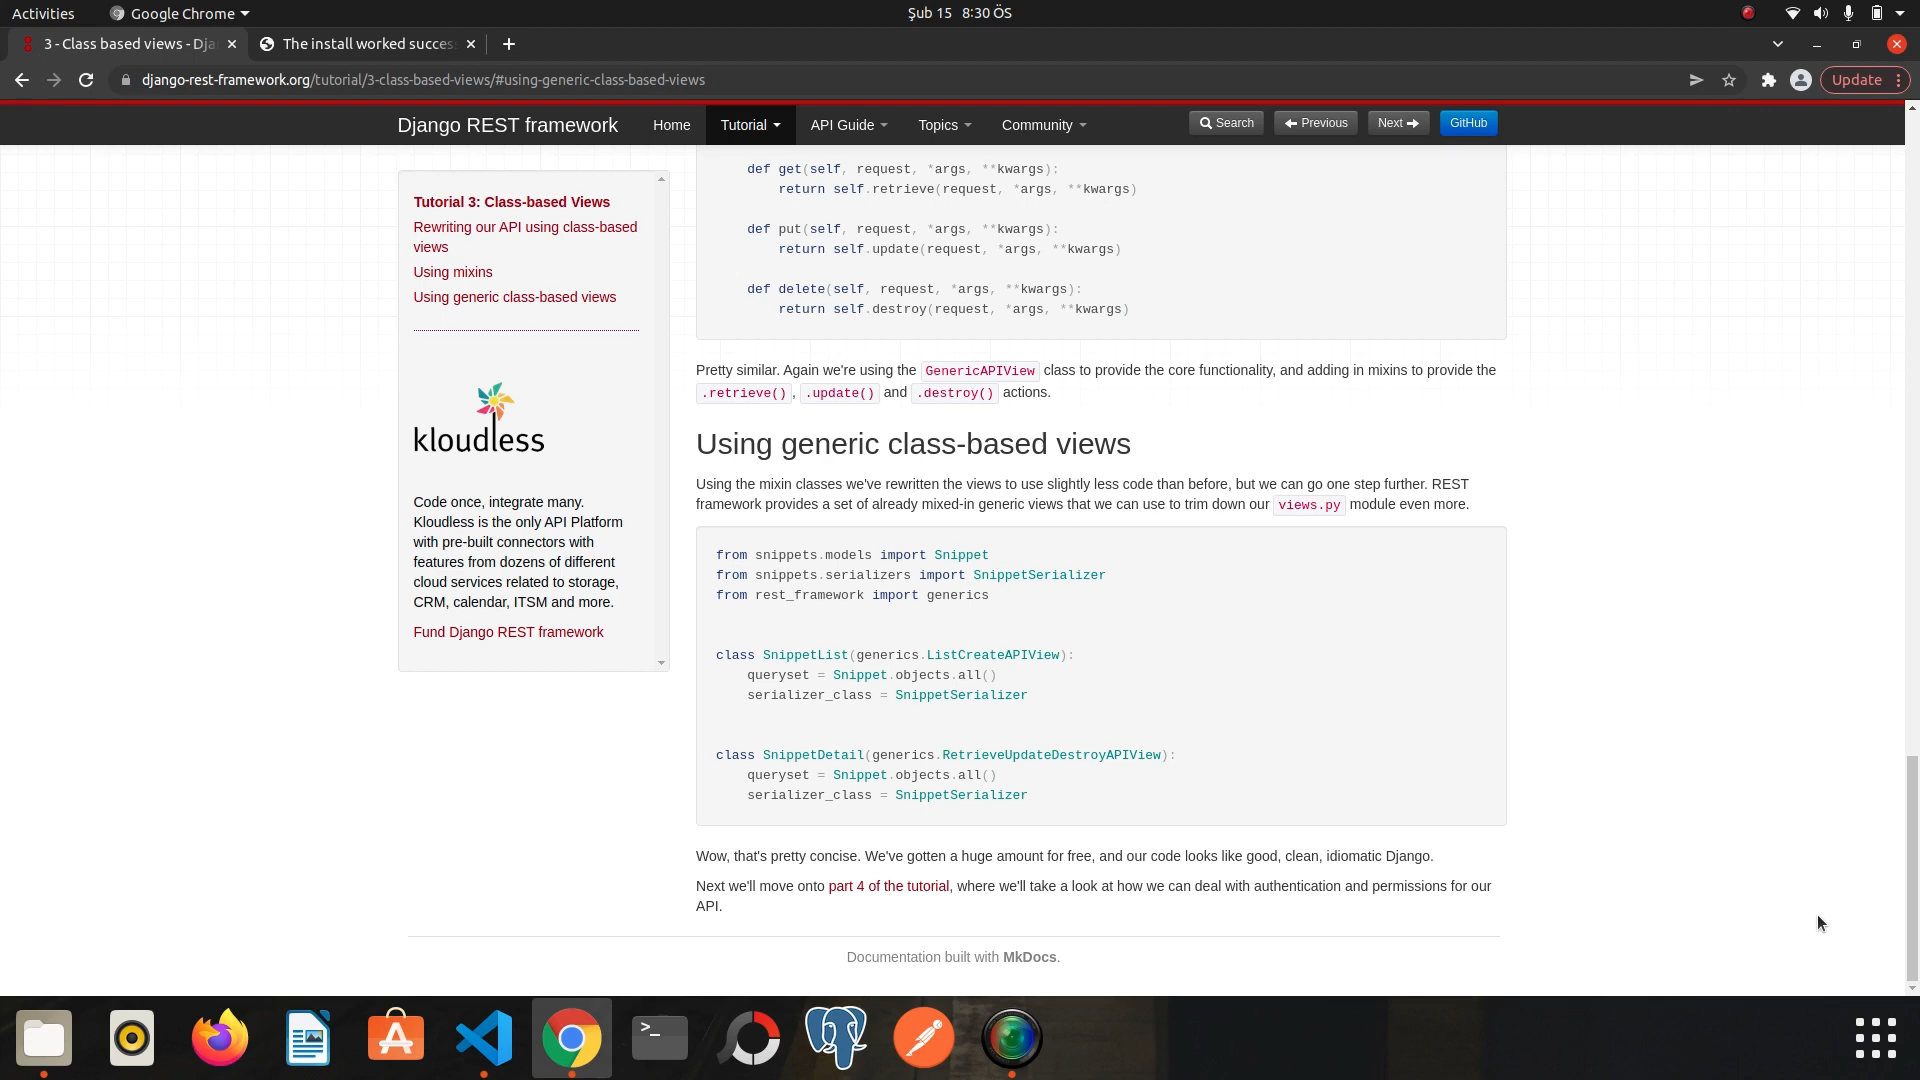 Activities
Google Chrome
Şub 15 8:30 ÖS
3 - Class based views - Dja
The install worked succes
django-rest-framework.org/tutorial/3-class-based-views/#using-generic-class-based-views
Update
Django REST framework
Home
Tutorial
API Guide
Topics
Community
Search
Previous
Next
GitHub
Tutorial 3: Class-based Views
Rewriting our API using class-based
views
Using mixins
Using generic class-based views
kloudless
Code once, integrate many.
Kloudless is the only API Platform
with pre-built connectors with
features from dozens of different
cloud services related to storage,
CRM, calendar, ITSM and more.
Fund Django REST framework
def get(self, request, *args, **kwargs):
return self.retrieve(request, *args, **kwargs)
def put(self, request, *args, **kwargs):
return self.update(request, *args, **kwargs)
def delete(self, request, *args, **kwargs):
return self.destroy(request, *args, **kwargs)
Pretty similar. Again we're using the GenericAPIView class to provide the core functionality, and adding in mixins to provide the
.retrieve(), .update() and .destroy() actions.
Using generic class-based views
Using the mixin classes we've rewritten the views to use slightly less code than before, but we can go one step further. REST
framework provides a set of already mixed-in generic views that we can use to trim down our views.py module even more.
from snippets.models import Snippet
from snippets.serializers import SnippetSerializer
from rest_framework import generics
class SnippetList(generics.ListCreateAPIView):
queryset = Snippet.objects.all()
serializer_class = SnippetSerializer
class SnippetDetail(generics.RetrieveUpdateDestroyAPIView):
queryset = Snippet.objects.all()
serializer_class = SnippetSerializer
Wow, that's pretty concise. We've gotten a huge amount for free, and our code looks like good, clean, idiomatic Django.
Next we'll move onto part 4 of the tutorial, where we'll take a look at how we can deal with authentication and permissions for our
API.
Documentation built with MkDocs.